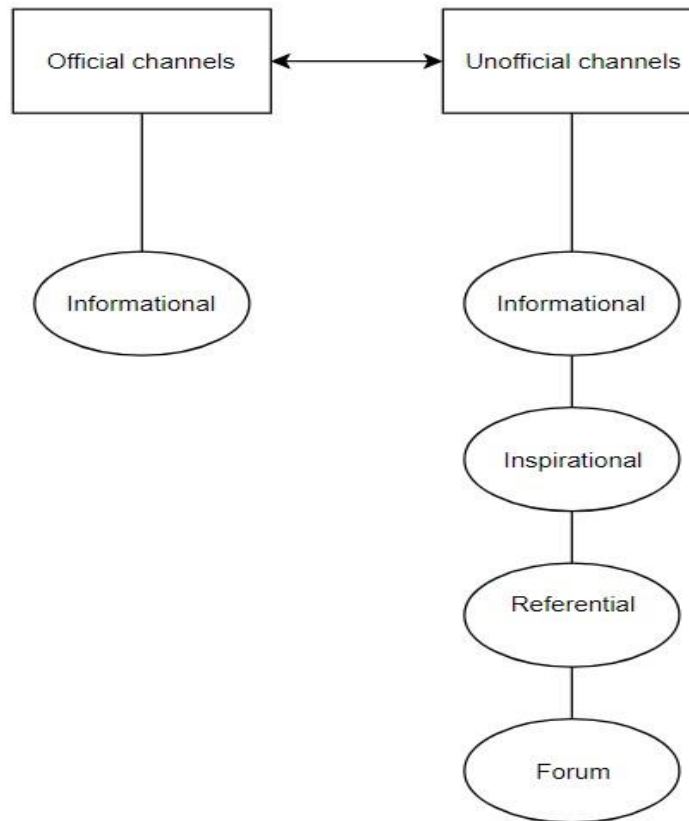 Official channels
Unofficial channels
Informational
Informational
Inspirational
Referential
Forum